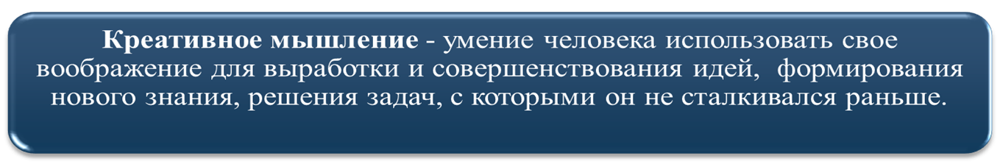 Креативное мышление - умение человека использовать свое
воображение для выработки и совершенствования идей,  формирования
нового знания, решения задач, с которыми он не сталкивался раньше.